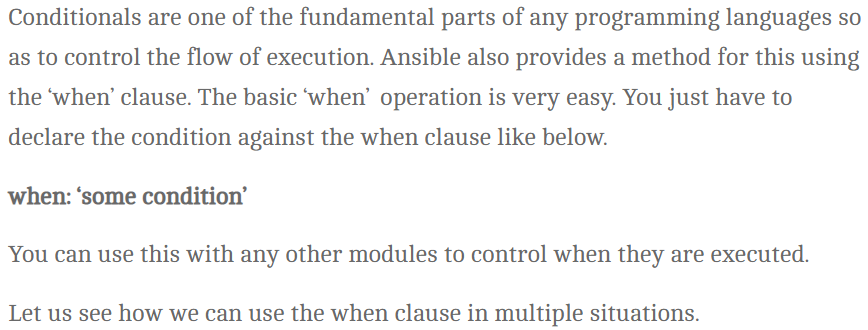 Conditionals are one of the fundamental parts of any programming languages so
as to control the flow of execution. Ansible also provides a method for this using
the ‘when’ clause. The basic ‘when’  operation is very easy. You just have to
declare the condition against the when clause like below.
when: ‘some condition’
You can use this with any other modules to control when they are executed.
Let us see how we can use the when clause in multiple situations.